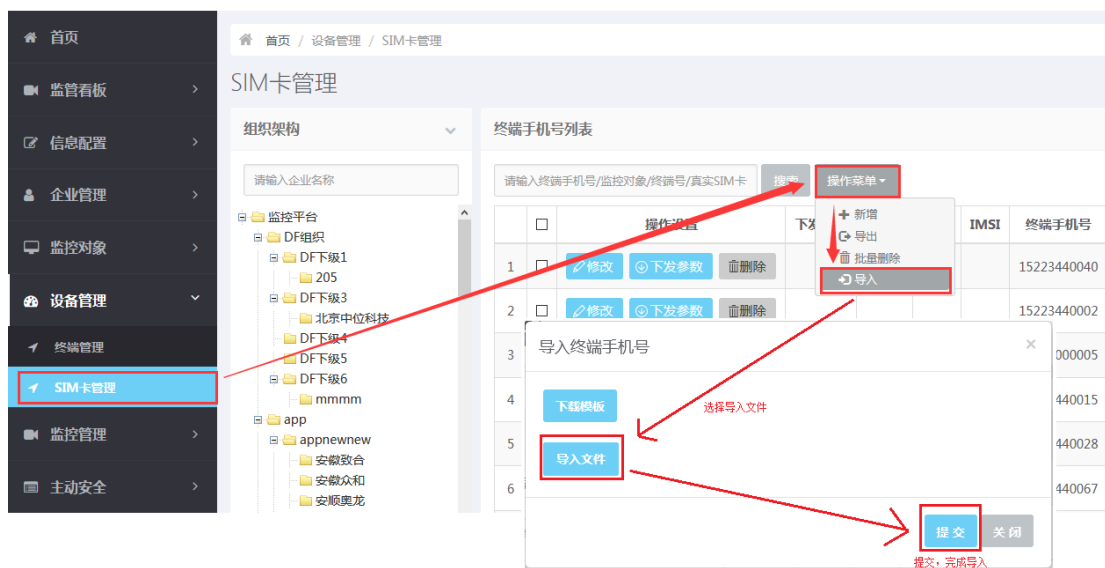 首页
监管看板
信息配置
企业管理
监控对象
设备管理
终端管理
SIM卡管理
监控管理
主动安全
首页 / 设备管理 / SIM卡管理
SIM卡管理
组织架构
请输入企业名称
监控平台
DF组织
DF下级1
205
DF下级3
北京中位科技
DF下级4
DF下级5
DF下级6
mmmm
app
appnewnew
安徽致合
安徽众和
安顺奥龙
终端手机号列表
请输入终端手机号/监控对象/终端号/真实SIM卡
搜索
操作菜单
新增
导出
批量删除
导入
操作设置 下发 IMSI 终端手机号
1 修改 下发参数 删除 15223440040
2 修改 下发参数 删除 15223440002
3 000005
4 440015
5 440028
6 440067
导入终端手机号 ×
下载模板
选择导入文件
导入文件
提交 关闭
提交，完成导入